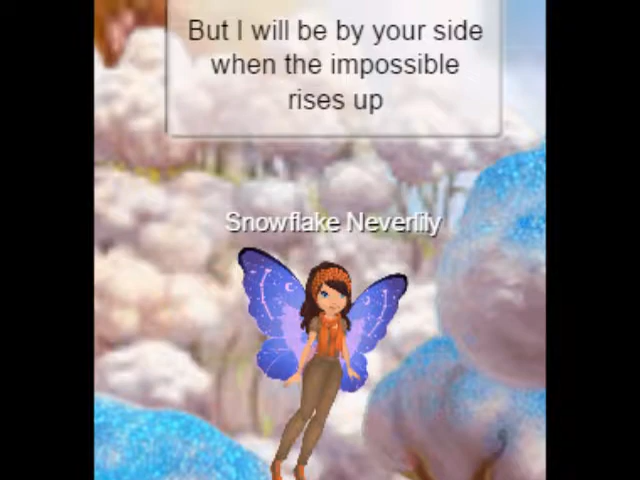 But I will be by your side
when the impossible
rises up
Snowflake Neverlily